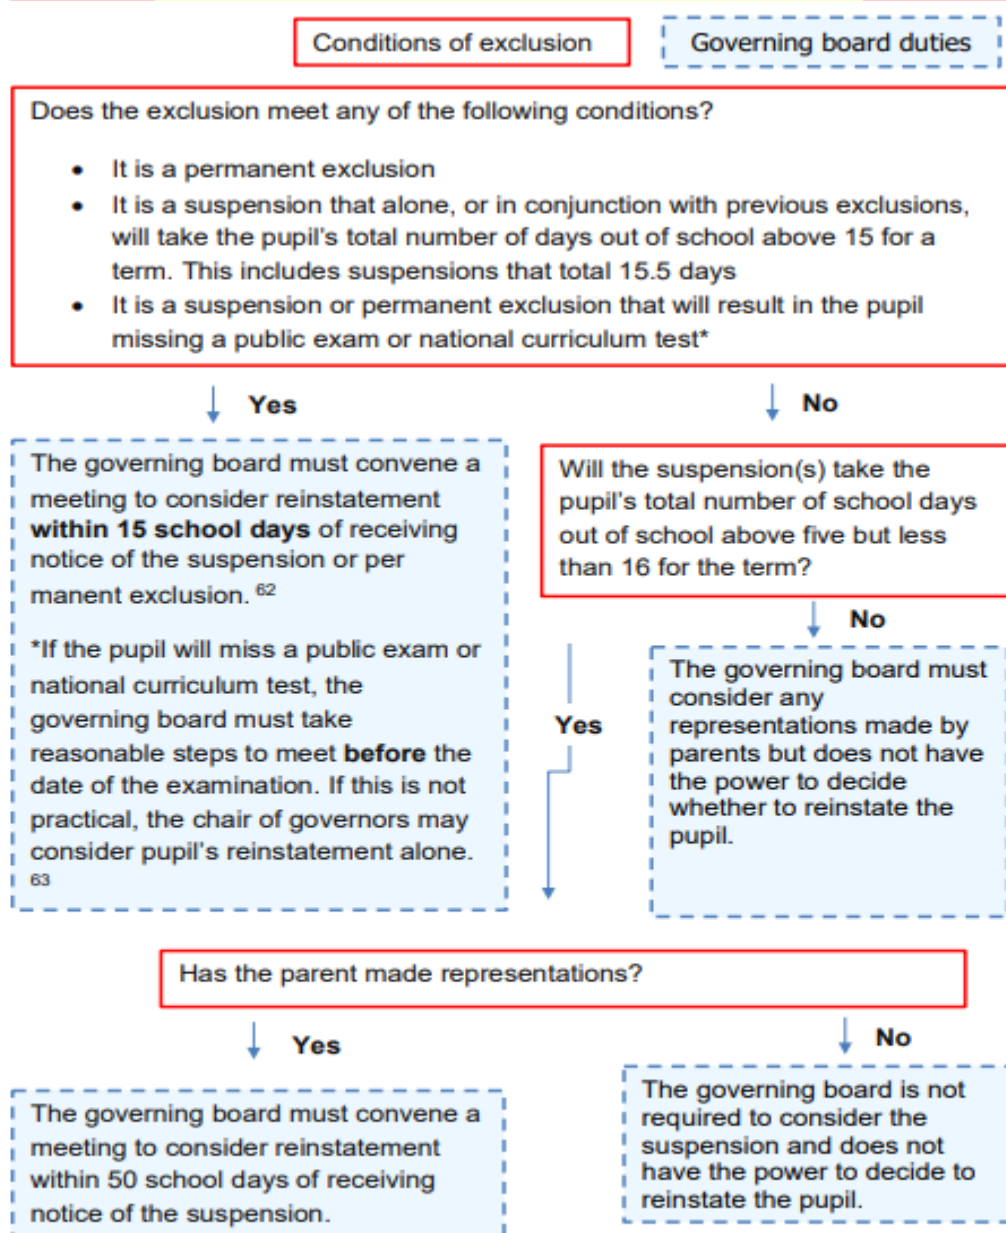 Conditions of exclusion
Governing board duties
Does the exclusion meet any of the following conditions?
• It is a permanent exclusion
• It is a suspension that alone, or in conjunction with previous exclusions,
will take the pupil's total number of days out of school above 15 for a
term. This includes suspensions that total 15.5 days
• It is a suspension or permanent exclusion that will result in the pupil
missing a public exam or national curriculum test*
Yes
No
The governing board must convene a
meeting to consider reinstatement
within 15 school days of receiving
notice of the suspension or per
manent exclusion. 62
*If the pupil will miss a public exam or
national curriculum test, the
governing board must take
reasonable steps to meet before the
date of the examination. If this is not
practical, the chair of governors may
consider pupil's reinstatement alone.
63
Will the suspension(s) take the
pupil's total number of school days
out of school above five but less
than 16 for the term?
No
Yes
The governing board must
consider any
representations made by
parents but does not have
the power to decide
whether to reinstate the
pupil.
Has the parent made representations?
Yes
No
The governing board must convene a
meeting to consider reinstatement
within 50 school days of receiving
notice of the suspension.
The governing board is not
required to consider the
suspension and does not
have the power to decide to
reinstate the pupil.